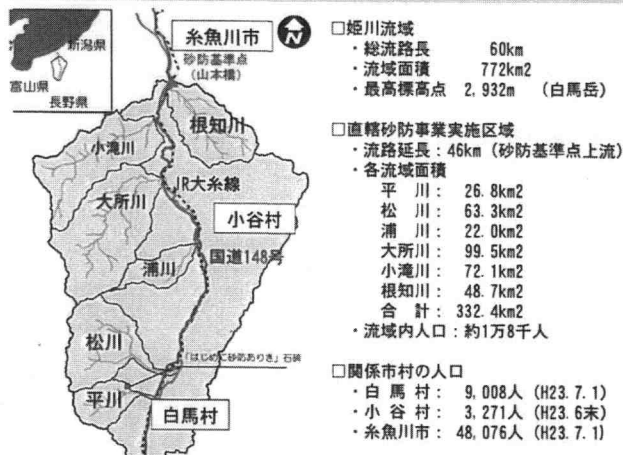 新潟県
富山県
長野県
糸魚川市
砂防基準点
(山本橋)
根知川
小滝川
JR大糸線
大所川
小谷村
国道148号
浦川
松川
「はじめに砂防ありき」石碑
平川
白馬村
N
□姫川流域
・総流路長 60km
・流域面積 772km2
・最高標高点 2,932m (白馬岳)
□直轄砂防事業実施区域
・流路延長:46km(砂防基準点上流)
・各流域面積
平 川: 26.8km2
松 川: 63.3km2
浦 川: 22.0km2
大所川: 99.5km2
小滝川: 72.1km2
根知川: 48.7km2
合 計: 332.4km2
・流域内人口:約1万8千人
□関係市村の人口
・白 馬 村: 9,008人 (H23.7.1)
・小 谷 村: 3,271人 (H23.6末)
・糸魚川市: 48,076人 (H23.7.1)